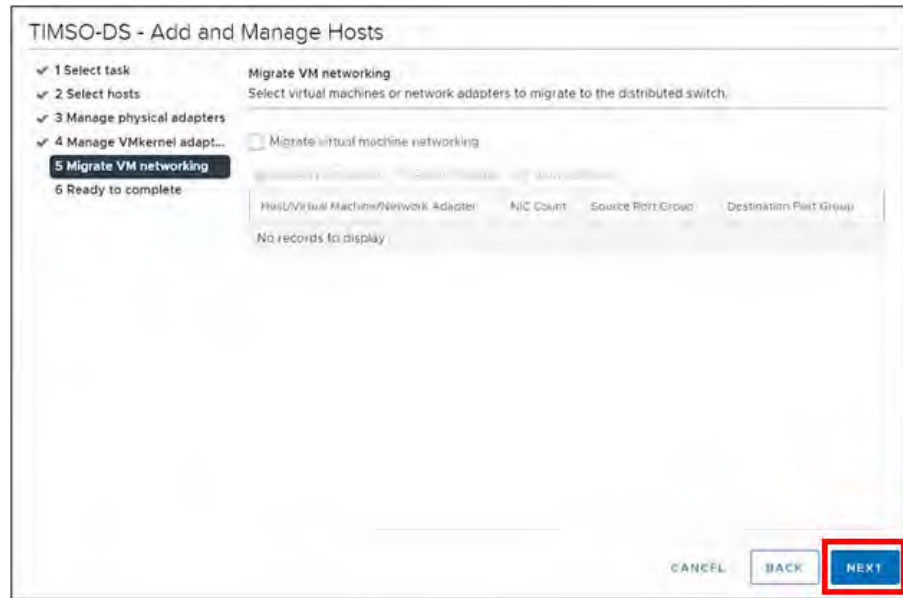 TIMSO-DS - Add and Manage Hosts
✓ 1 Select task
✓ 2 Select hosts
✓ 3 Manage physical adapters
✓ 4 Manage VMkernel adapt...
5 Migrate VM networking
6 Ready to complete
Migrate VM networking
Select virtual machines or network adapters to migrate to the distributed switch.
Migrate virtual machine networking
Host/Virtual Machine/Network Adapter NIC Count Source Port Group Destination Port Group
No records to display
CANCEL BACK NEXT